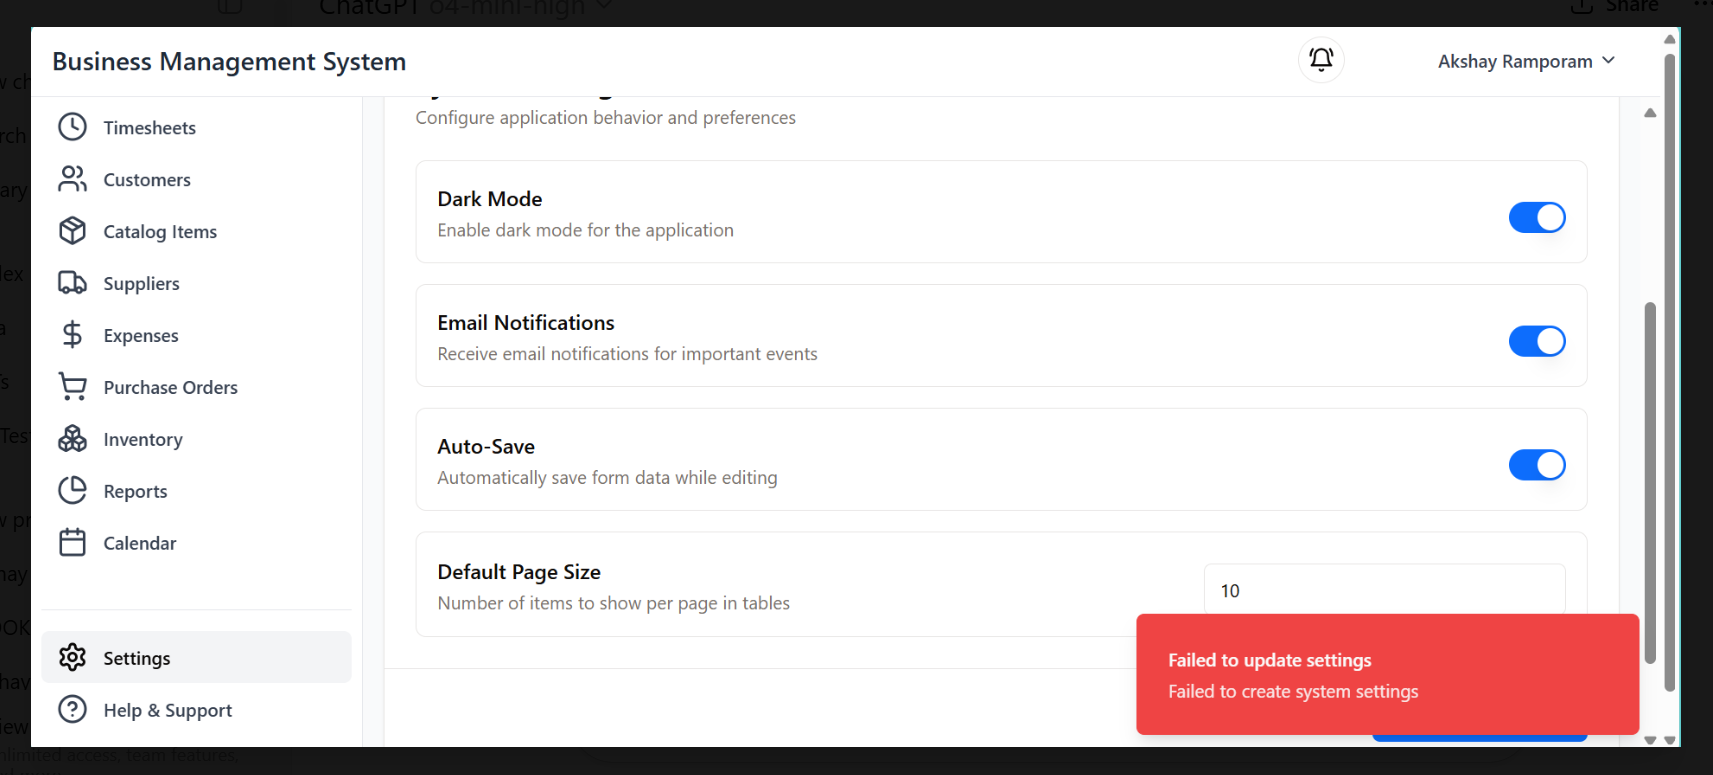 ChatGPT o4-mini-high
Share
Business Management System
Akshay Ramporam
Timesheets
Customers
Catalog Items
Suppliers
Expenses
Purchase Orders
Inventory
Reports
Calendar
Settings
Help & Support
Configure application behavior and preferences
Dark Mode
Enable dark mode for the application
Email Notifications
Receive email notifications for important events
Auto-Save
Automatically save form data while editing
Default Page Size
Number of items to show per page in tables
10
Failed to update settings
Failed to create system settings
access, team features,